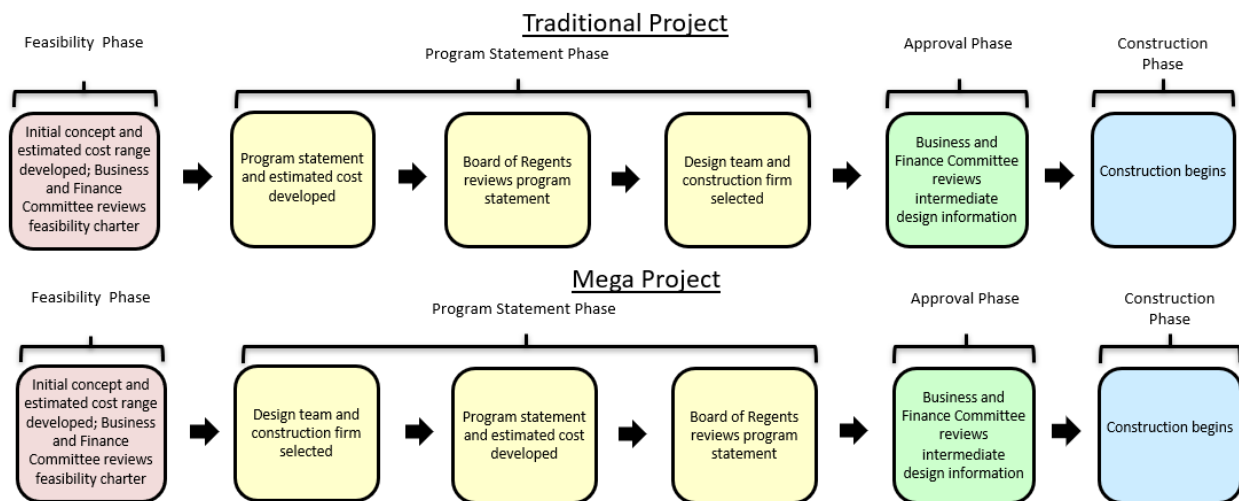 Traditional Project
Feasibility Phase
Program Statement Phase
Approval Phase
Construction
Phase
Initial concept and
estimated cost range
developed; Business
and Finance
Committee reviews
feasibility charter
Program statement
and estimated cost
developed
Board of Regents
reviews program
statement
Design team and
construction firm
selected
Business and
Finance Committee
reviews
intermediate
design information
Construction begins
Mega Project
Feasibility Phase
Program Statement Phase
Approval Phase
Construction
Phase
Initial concept and
estimated cost range
developed; Business
and Finance
Committee reviews
feasibility charter
Design team and
construction firm
selected
Program statement
and estimated cost
developed
Board of Regents
reviews program
statement
Business and
Finance Committee
reviews
intermediate
design information
Construction begins